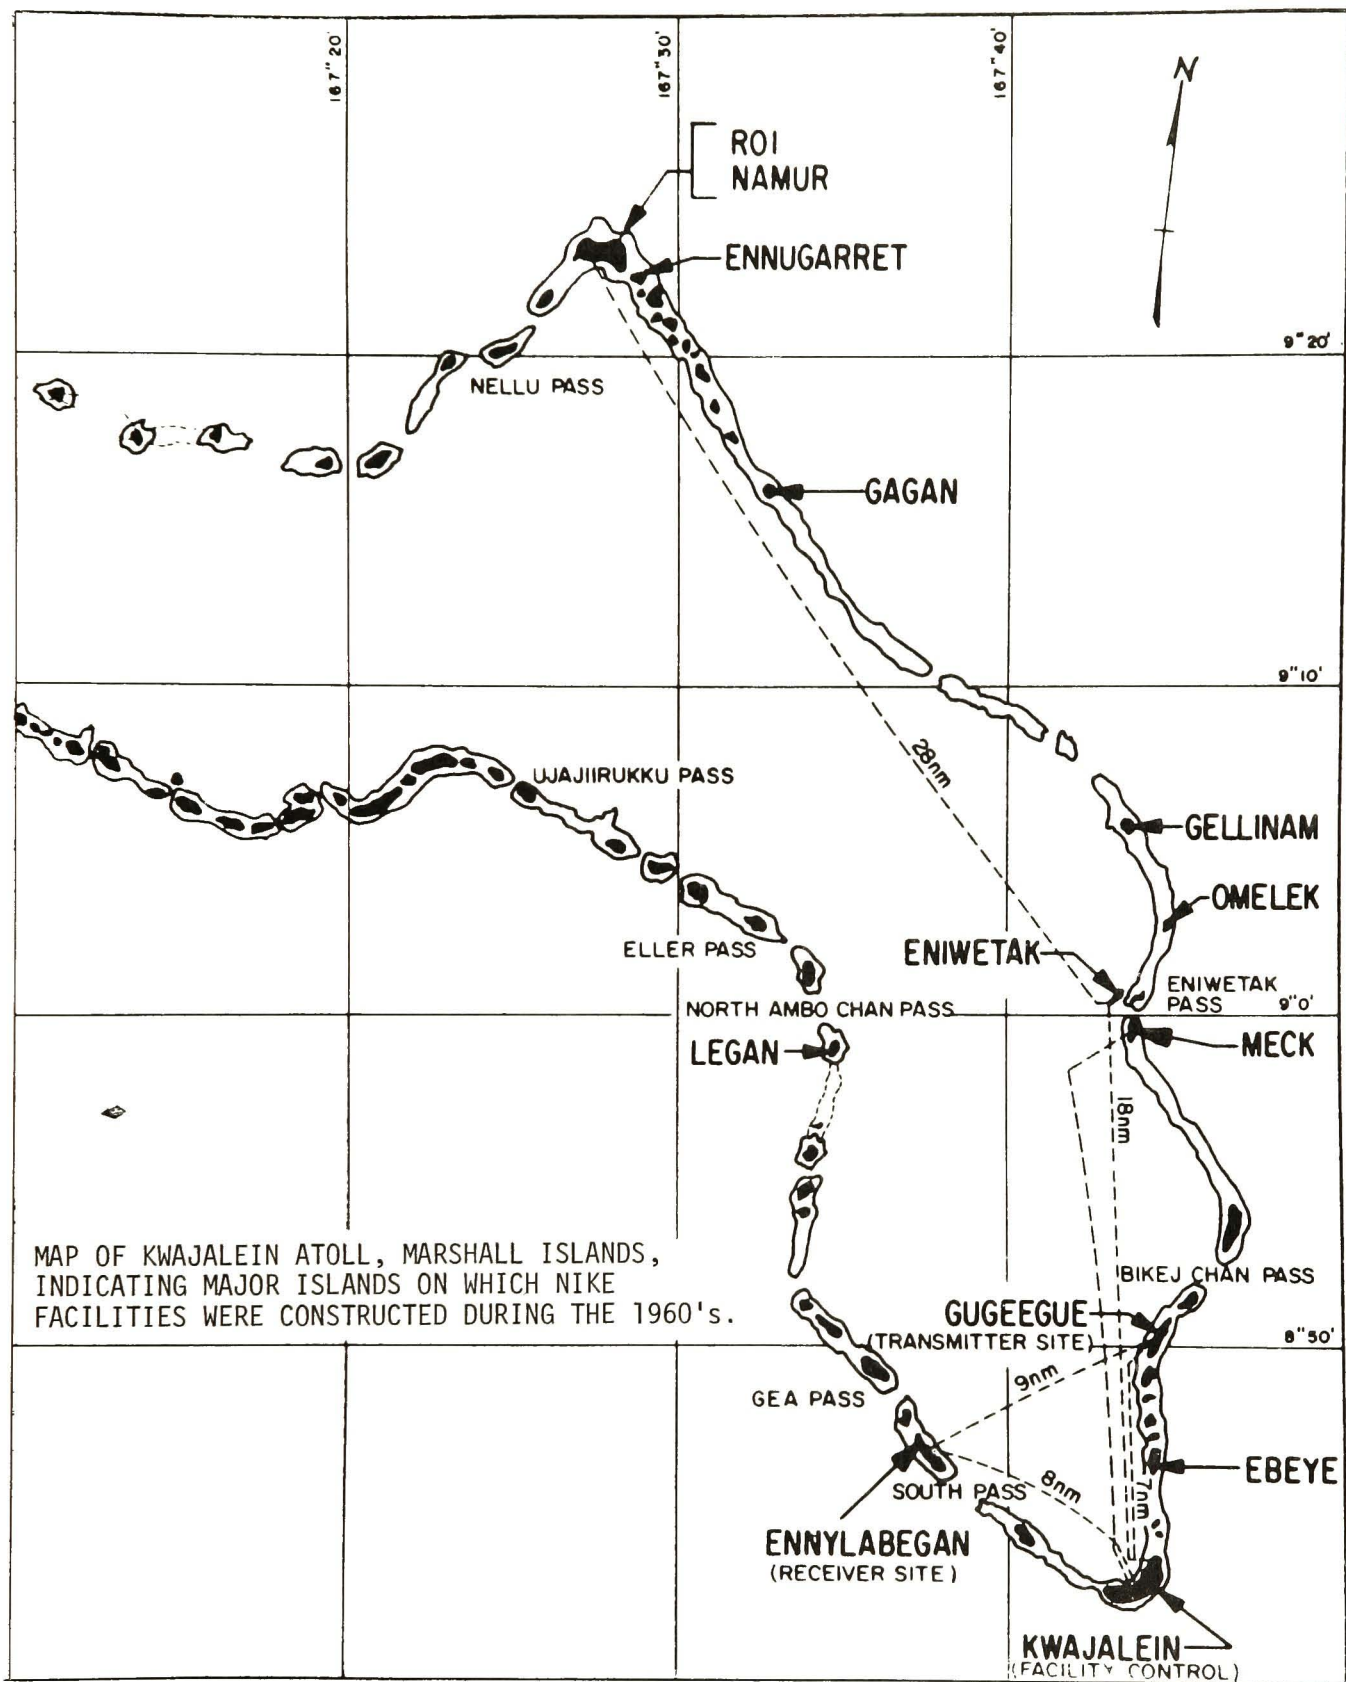 167°20'
167°30'
167°40'
N
ROI
NAMUR
ENNUGARRET
9°20'
NELLU PASS
GAGAN
9°10'
28nm
UJAJIIRUKKU PASS
GELLINAM
OMELEK
ELLER PASS
ENIWETAK
ENIWETAK
PASS
9°0'
NORTH AMBO CHAN PASS
LEGAN
MECK
18nm
MAP OF KWAJALEIN ATOLL, MARSHALL ISLANDS,
INDICATING MAJOR ISLANDS ON WHICH NIKE
FACILITIES WERE CONSTRUCTED DURING THE 1960's.
BIKEJ CHAN PASS
GUGEEGUE
(TRANSMITTER SITE)
8°50'
9nm
GEA PASS
EBEYE
8nm
7nm
SOUTH PASS
ENNYLABEGAN
(RECEIVER SITE)
KWAJALEIN
(FACILITY CONTROL)